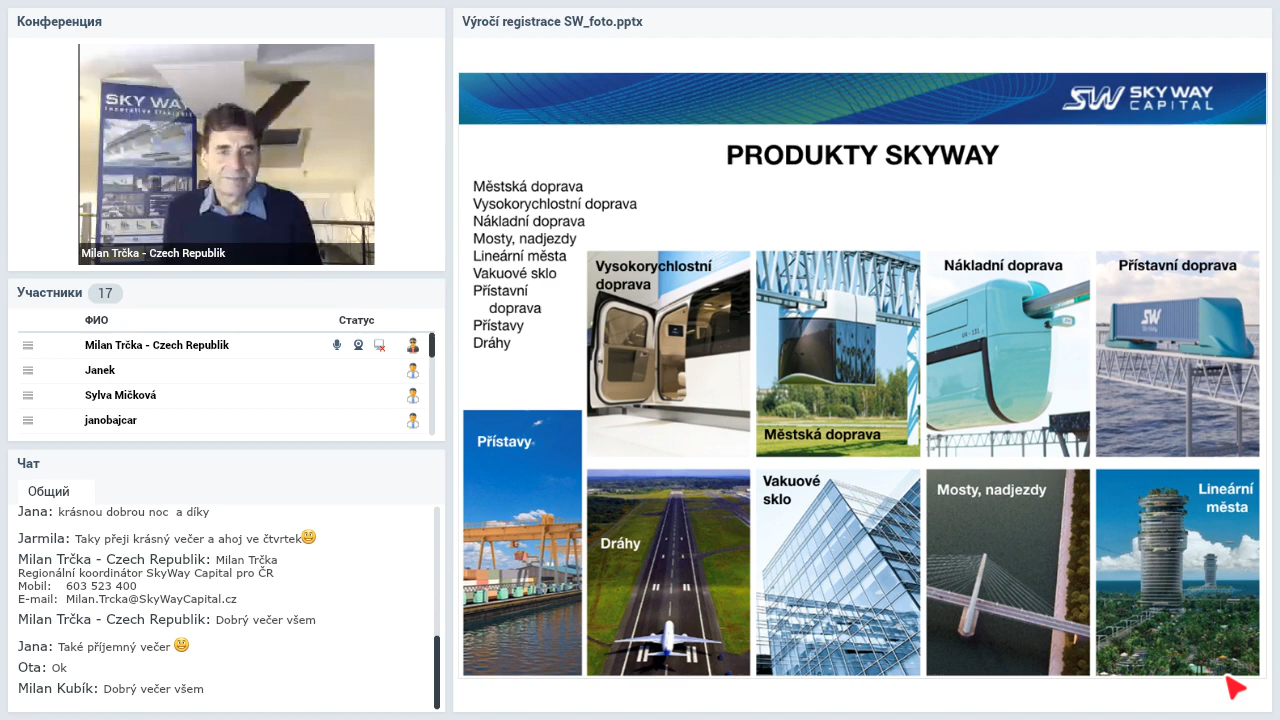 Конференция
SKY WAY
Milan Trčka - Czech Republik
Участники 17
ФИО Статус
Milan Trčka - Czech Republik
Janek
Sylva Mičková
janobajcar
Чат
Общий
Jana: krásnou dobrou noc a díky
Jarmila: Taky přeji krásný večer a ahoj ve čtvrtek
Milan Trčka - Czech Republik: Milan Trčka
Regionální koordinátor SkyWay Capital pro ČR
Mobil: 603 523 400
E-mail: Milan.Trcka@SkyWayCapital.cz
Milan Trčka - Czech Republik: Dobrý večer všem
Jana: Také příjemný večer
Ota: Ok
Milan Kubík: Dobrý večer všem
Výročí registrace SW_foto.pptx
SW SKY WAY
CAPITAL
PRODUKTY SKYWAY
Městská doprava
Vysokorychlostní doprava
Nákladní doprava
Mosty, nadjezdy
Lineární města
Vakuové sklo
Přístavní
doprava
Přístavy
Dráhy
Vysokorychlostní
doprava
Městská doprava
Nákladní doprava
Přístavní doprava
SW
Přístavy
Dráhy
Vakuové
sklo
Mosty, nadjezdy
Lineární
města